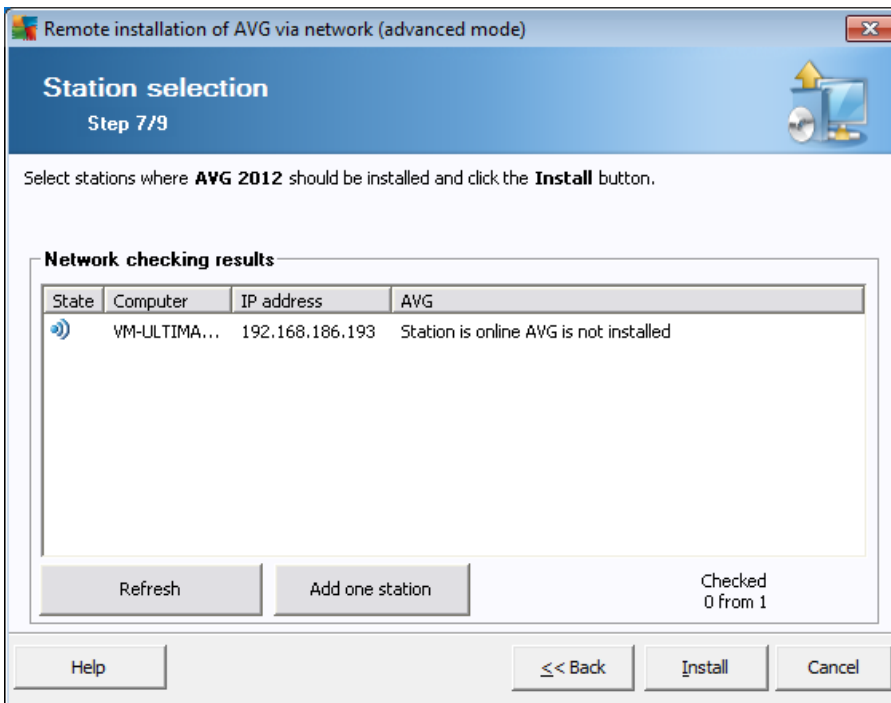 Remote installation of AVG via network (advanced mode)
Station selection
Step 7/9
Select stations where AVG 2012 should be installed and click the Install button.
Network checking results
State Computer IP address AVG
VM-ULTIMA... 192.168.186.193 Station is online AVG is not installed
Refresh Add one station Checked
0 from 1
Help << Back Install Cancel